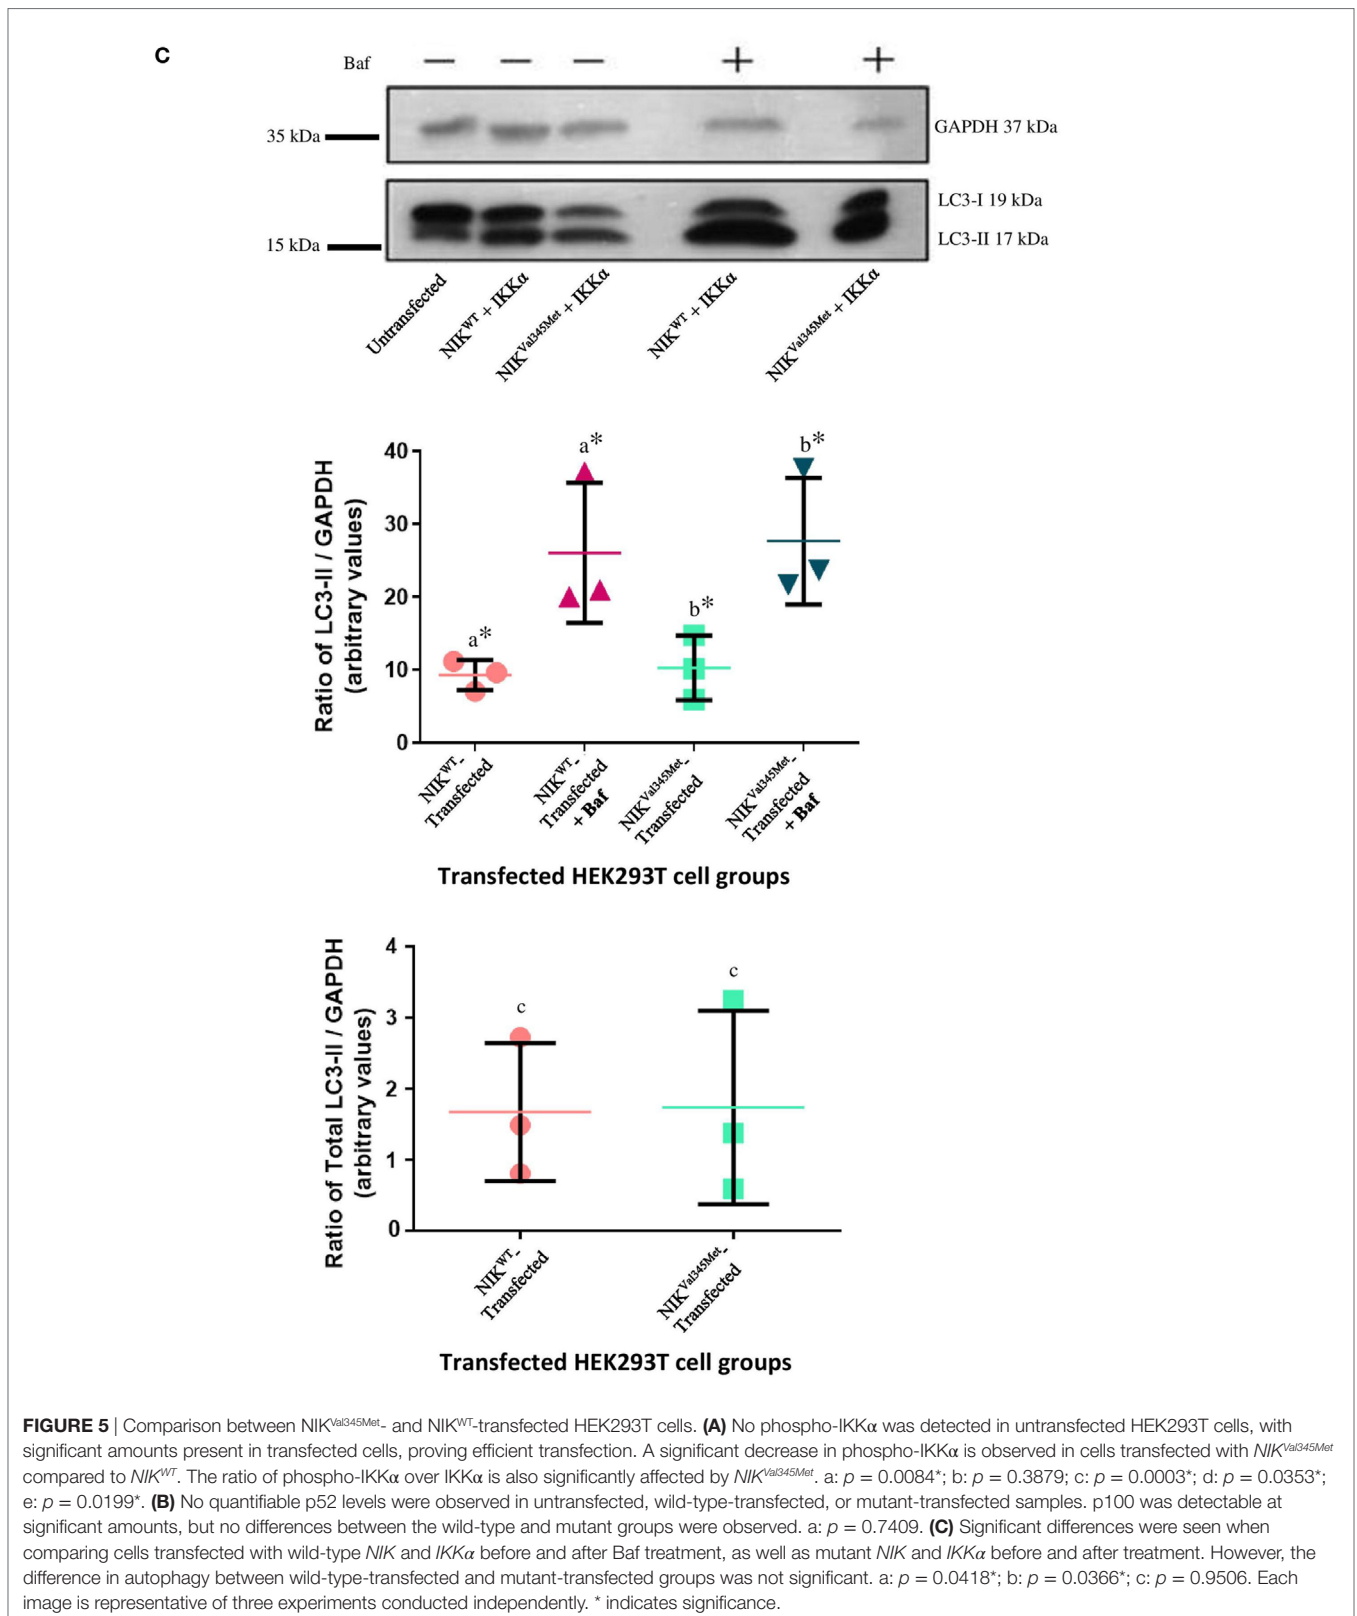 C
Baf — — — + +
35 kDa
GAPDH 37 kDa
LC3-I 19 kDa
15 kDa
LC3-II 17 kDa
Untransfected
NIKWT + IKKα
NIKVal345Met + IKKα
NIKWT + IKKα
NIKVal345Met + IKKα
Ratio of LC3-II / GAPDH
(arbitrary values)
40
30
20
10
0
a*
a*
b*
b*
NIKWT-
Transfected
NIKWT-
Transfected
+ Baf
NIKVal345Met-
Transfected
NIKVal345Met-
Transfected
+ Baf
Transfected HEK293T cell groups
Ratio of Total LC3-II / GAPDH
(arbitrary values)
4
3
2
1
0
c
c
NIKWT-
Transfected
NIKVal345Met-
Transfected
Transfected HEK293T cell groups
FIGURE 5 | Comparison between NIKVal345Met- and NIKWT-transfected HEK293T cells. (A) No phospho-IKKα was detected in untransfected HEK293T cells, with
significant amounts present in transfected cells, proving efficient transfection. A significant decrease in phospho-IKKα is observed in cells transfected with NIKVal345Met
compared to NIKWT. The ratio of phospho-IKKα over IKKα is also significantly affected by NIKVal345Met. a: p = 0.0084*; b: p = 0.3879; c: p = 0.0003*; d: p = 0.0353*;
e: p = 0.0199*. (B) No quantifiable p52 levels were observed in untransfected, wild-type-transfected, or mutant-transfected samples. p100 was detectable at
significant amounts, but no differences between the wild-type and mutant groups were observed. a: p = 0.7409. (C) Significant differences were seen when
comparing cells transfected with wild-type NIK and IKKα before and after Baf treatment, as well as mutant NIK and IKKα before and after treatment. However, the
difference in autophagy between wild-type-transfected and mutant-transfected groups was not significant. a: p = 0.0418*; b: p = 0.0366*; c: p = 0.9506. Each
image is representative of three experiments conducted independently. * indicates significance.